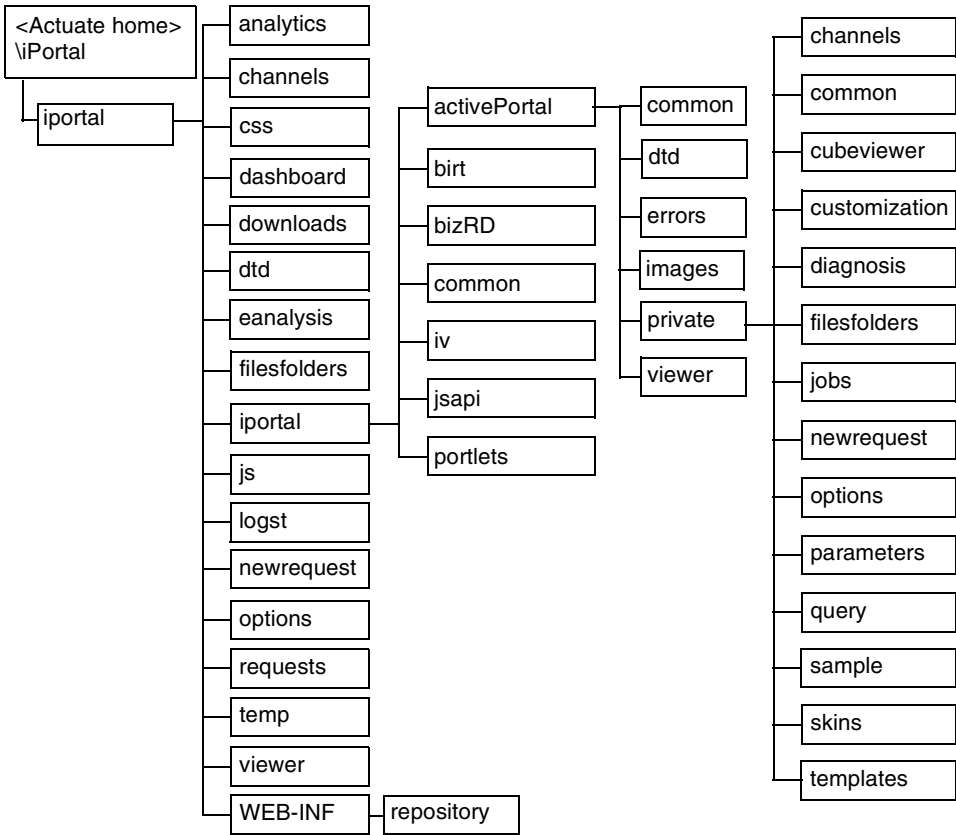 <Actuate home>
\iPortal
iportal
analytics
channels
css
dashboard
downloads
dtd
eanalysis
filesfolders
iportal
js
logst
newrequest
options
requests
temp
viewer
WEB-INF
repository
activePortal
birt
bizRD
common
iv
jsapi
portlets
common
dtd
errors
images
private
viewer
channels
common
cubeviewer
customization
diagnosis
filesfolders
jobs
newrequest
options
parameters
query
sample
skins
templates